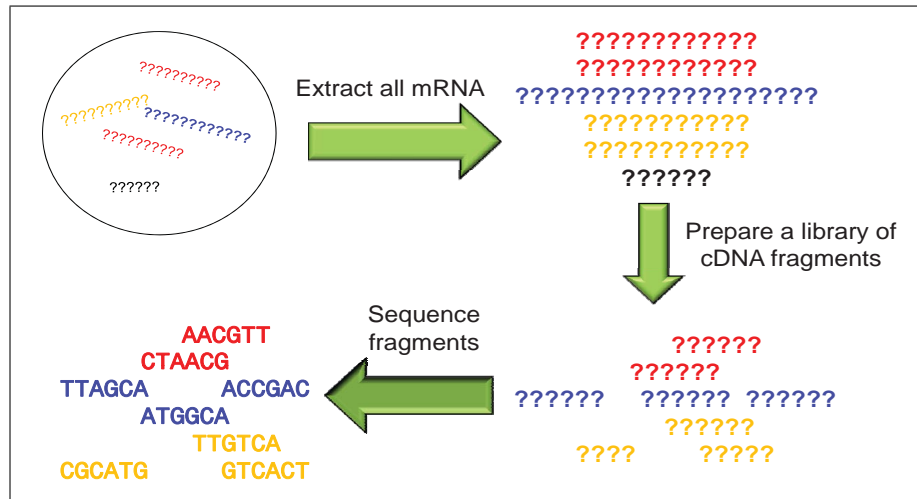 ??????????
??????????
????????????
??????????
??????
Extract all mRNA
????????????
????????????
????????????????????
???????????
???????????
??????
Prepare a library of
cDNA fragments
??????
??????
?????? ?????? ??????
??????
???? ?????
Sequence
fragments
AACGTT
CTAACG
TTAGCA ACCGAC
ATGGCA
TTGTCA
CGCATG GTCACT